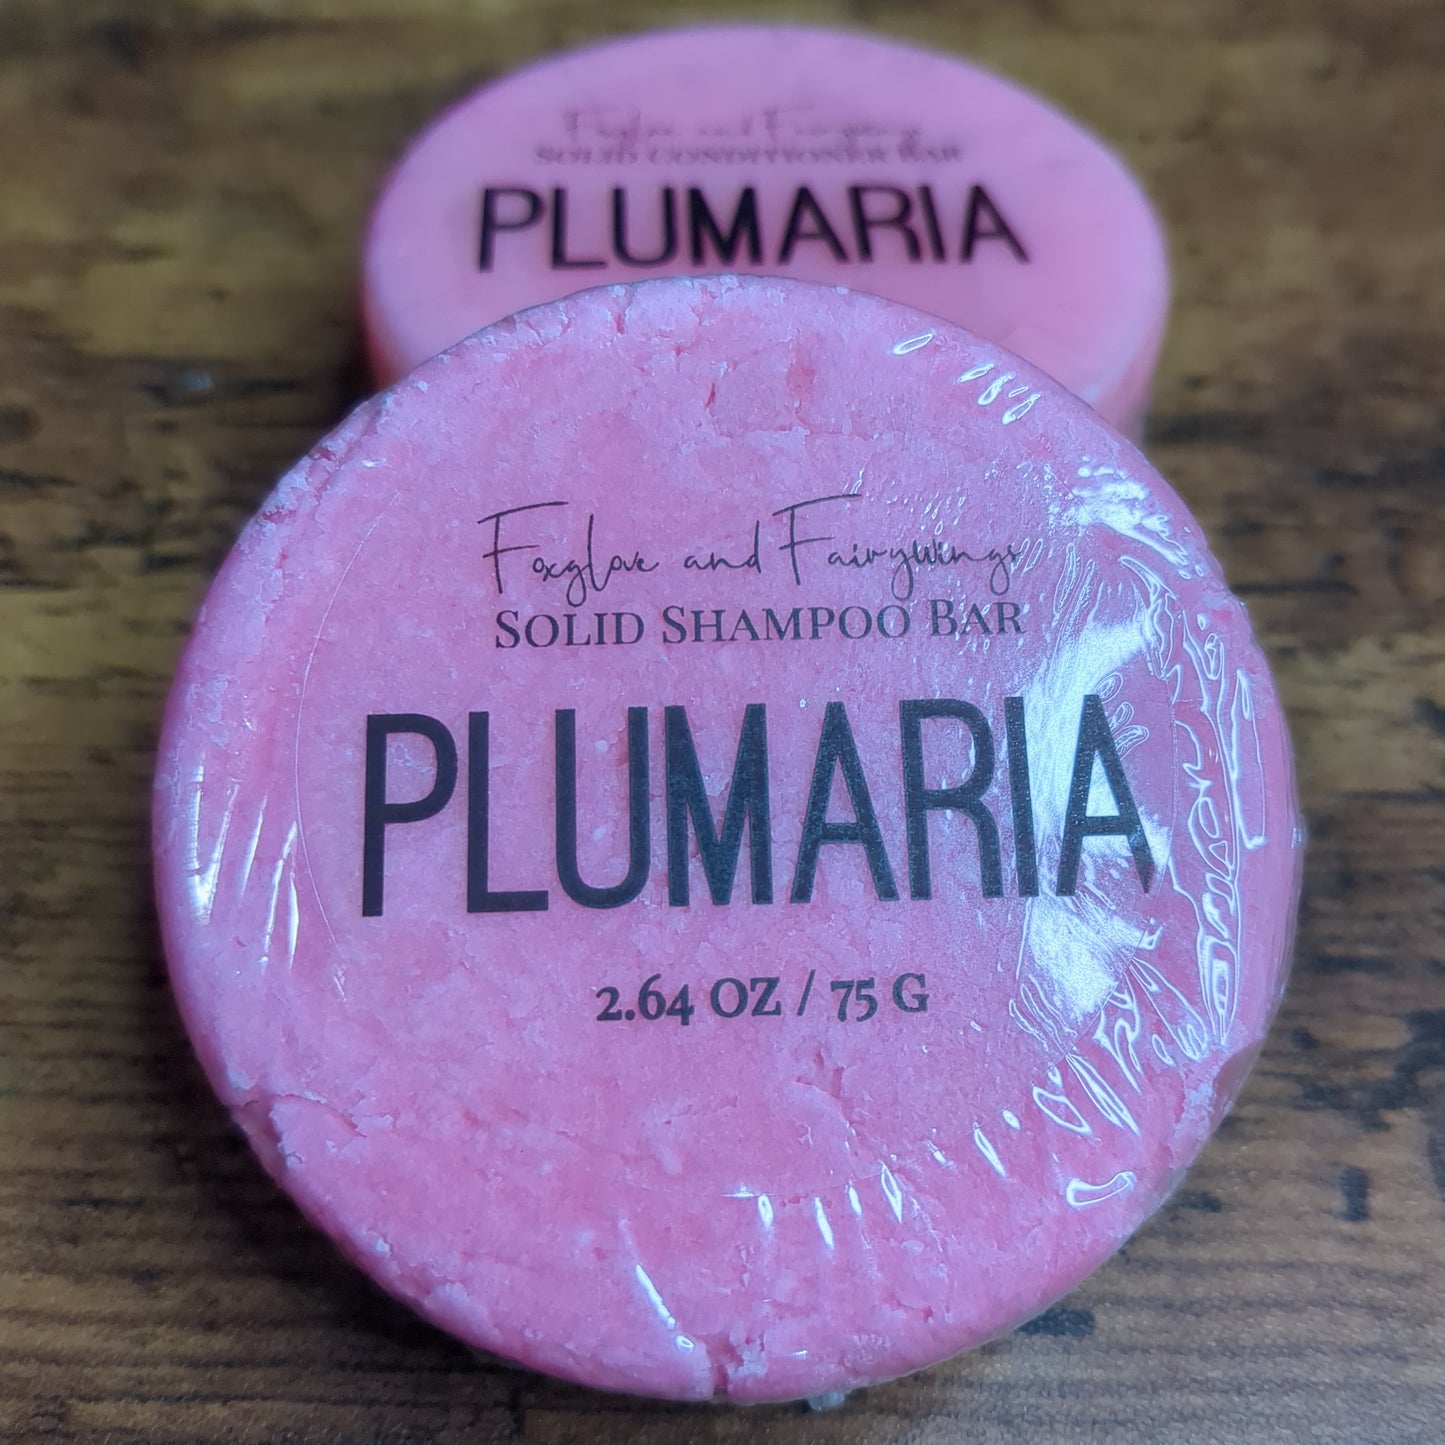 Foxglove and Fairywings
SOLID CONDITIONER BAR
PLUMARIA
Foxglove and Fairywings
SOLID SHAMPOO BAR
PLUMARIA
2.64 OZ / 75 G